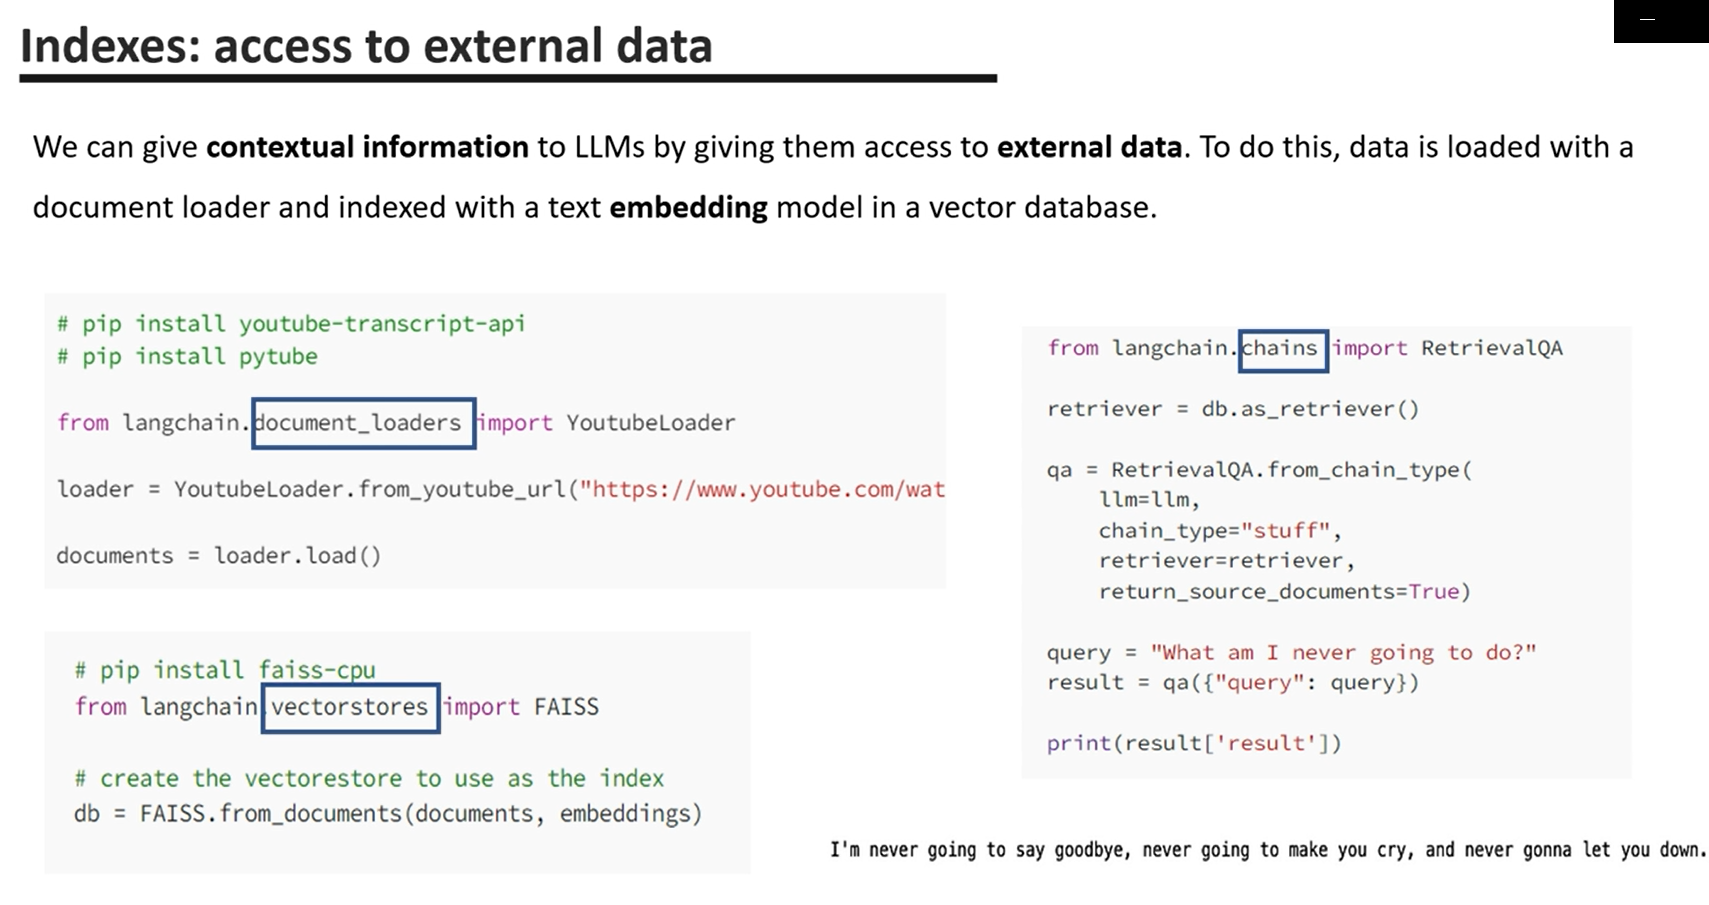 Indexes: access to external data
We can give contextual information to LLMs by giving them access to external data. To do this, data is loaded with a
document loader and indexed with a text embedding model in a vector database.
# pip install youtube-transcript-api
# pip install pytube
from langchain.document_loaders import YoutubeLoader
loader = YoutubeLoader.from_youtube_url("https://www.youtube.com/wat
documents = loader.load()
# pip install faiss-cpu
from langchain vectorstores import FAISS
# create the vectorestore to use as the index
db = FAISS.from_documents(documents, embeddings)
from langchain.chains import RetrievalQA
retriever = db.as_retriever()
qa = RetrievalQA.from_chain_type(
    llm=llm,
    chain_type="stuff",
    retriever=retriever,
    return_source_documents=True)
query = "What am I never going to do?"
result = qa({"query": query})
print(result['result'])
I'm never going to say goodbye, never going to make you cry, and never gonna let you down.